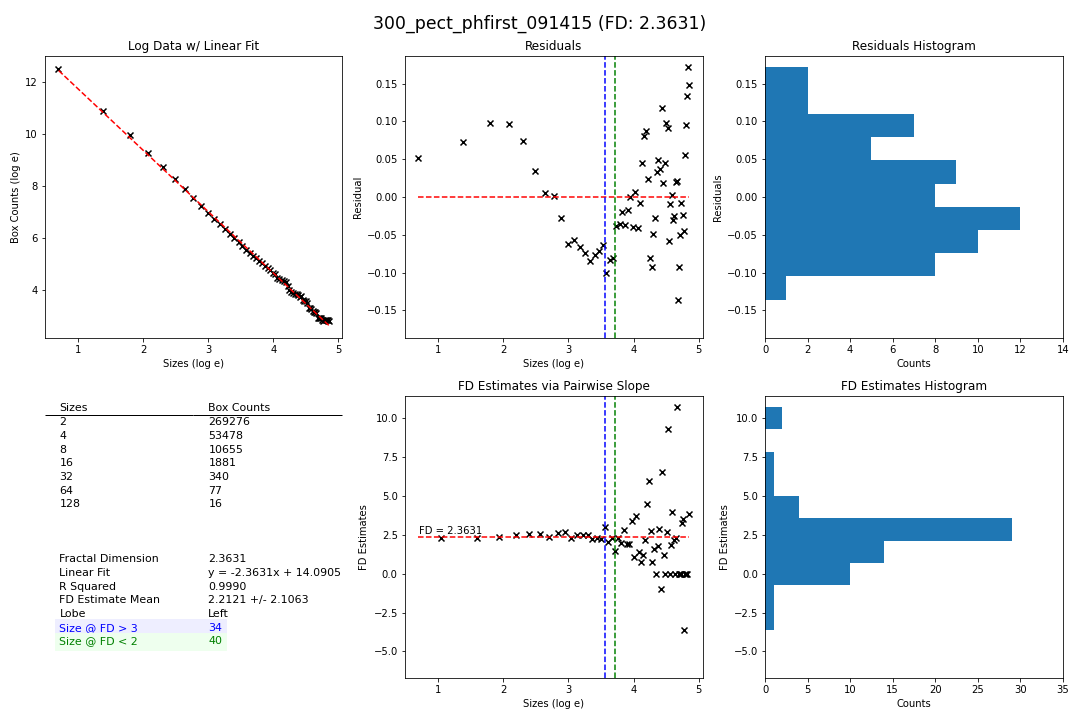 300_pect_phfirst_091415 (FD: 2.3631)
Log Data w/ Linear Fit
12
10
8
6
4
Box Counts (log e)
1 2 3 4 5
Sizes (log e)
Residuals
0.15
0.10
0.05
0.00
−0.05
−0.10
−0.15
Residual
1 2 3 4 5
Sizes (log e)
Residuals Histogram
0.15
0.10
0.05
0.00
−0.05
−0.10
−0.15
Residuals
0 2 4 6 8 10 12 14
Counts
Sizes Box Counts
2 269276
4 53478
8 10655
16 1881
32 340
64 77
128 16
Fractal Dimension 2.3631
Linear Fit y = -2.3631x + 14.0905
R Squared 0.9990
FD Estimate Mean 2.2121 +/- 2.1063
Lobe Left
Size @ FD > 3 34
Size @ FD < 2 40
FD Estimates via Pairwise Slope
10.0
7.5
5.0
2.5
0.0
−2.5
−5.0
FD Estimates
FD = 2.3631
1 2 3 4 5
Sizes (log e)
FD Estimates Histogram
10.0
7.5
5.0
2.5
0.0
−2.5
−5.0
FD Estimates
0 5 10 15 20 25 30 35
Counts